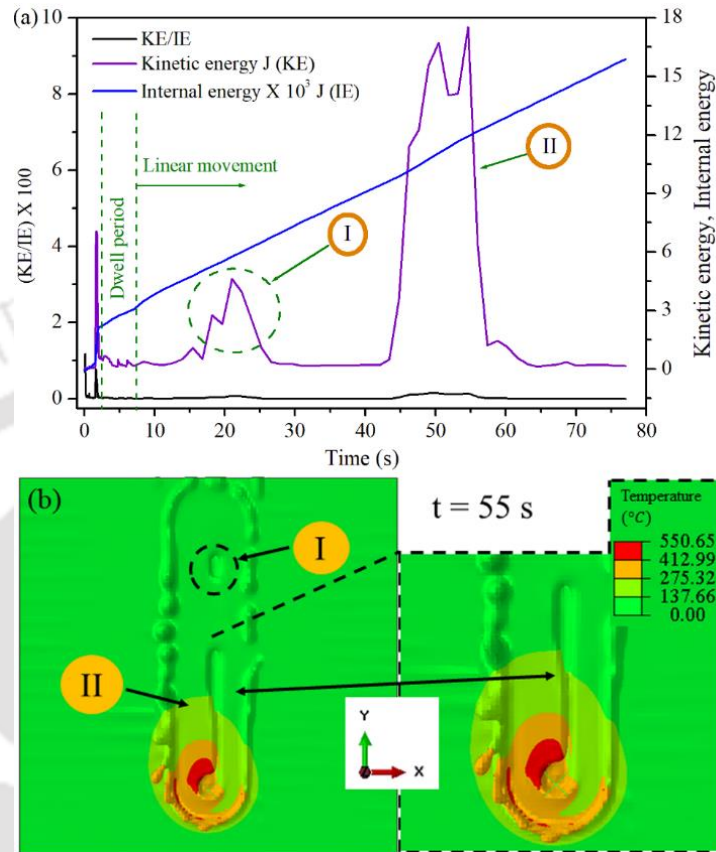 (a)
10
8
6
4
2
0
(KE/IE) X 100
KE/IE
Kinetic energy J (KE)
Internal energy X 10³ J (IE)
Dwell period
Linear movement
I
II
18
15
12
9
6
3
0
Kinetic energy, Internal energy
0 10 20 30 40 50 60 70 80
Time (s)
(b)
I
II
t = 55 s
Temperature
(°C)
550.65
412.99
275.32
137.66
0.00
Y
Z X